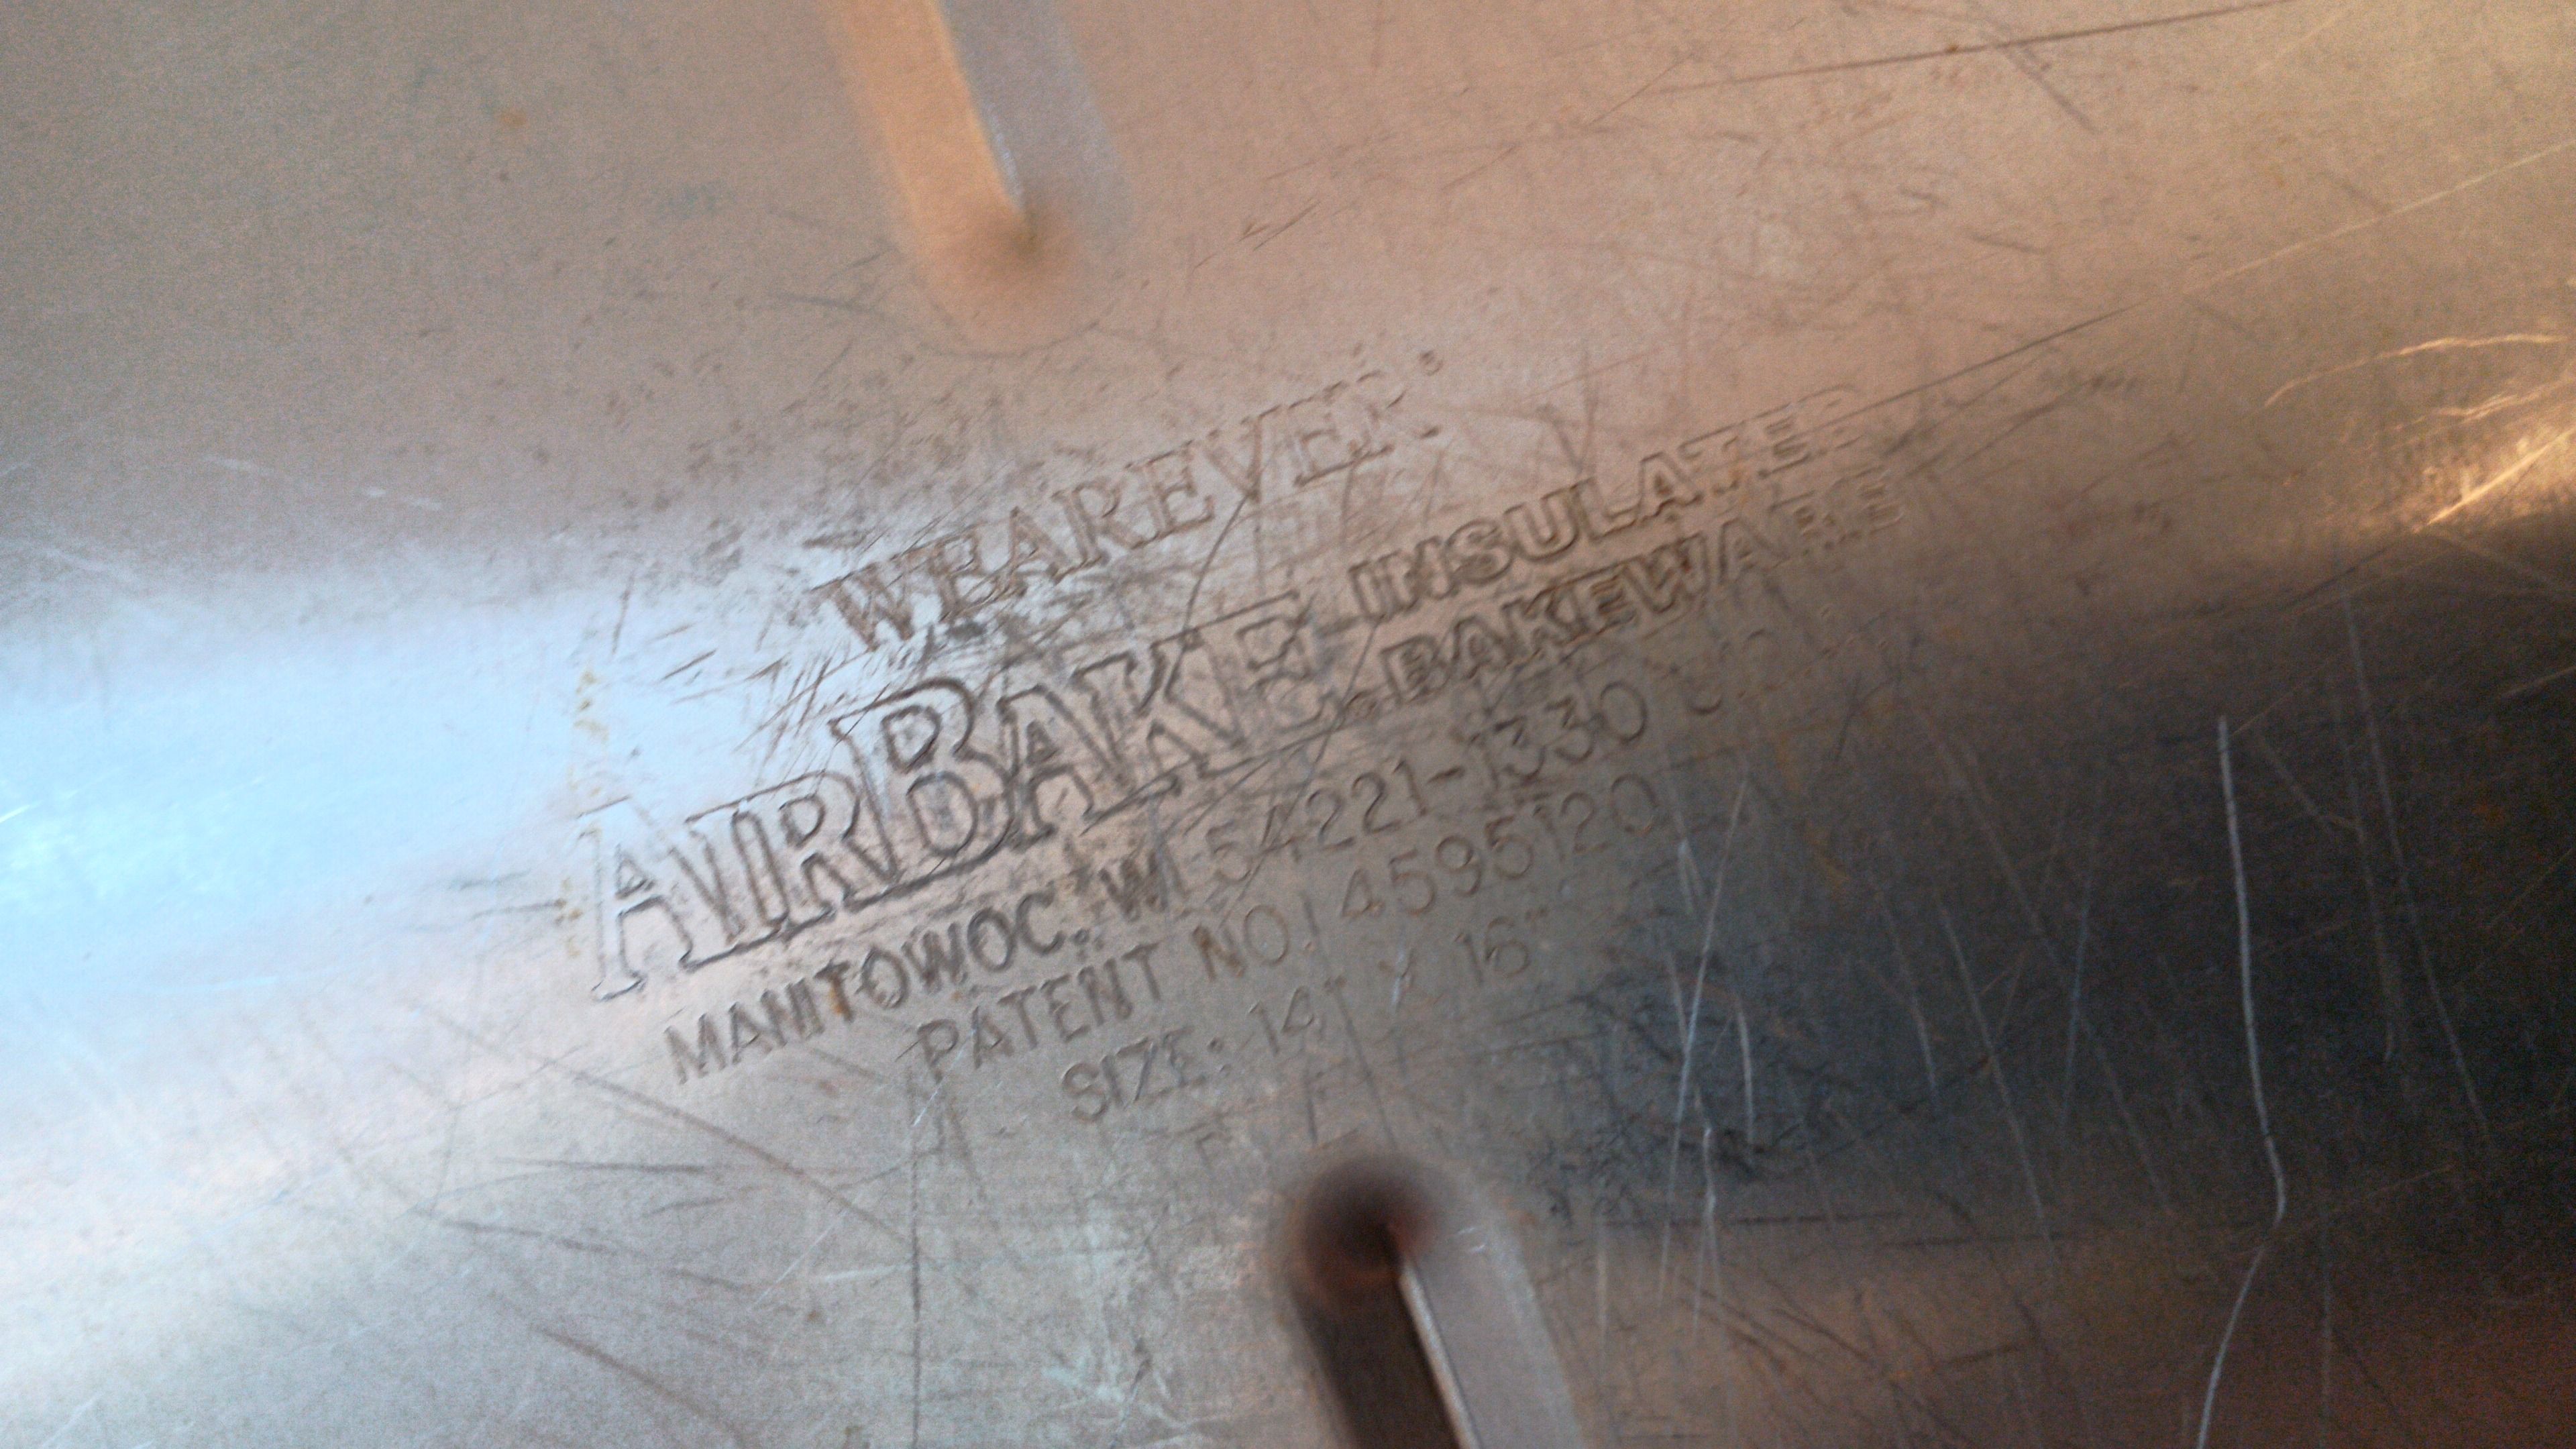 WEAREVER®
AIRBAKE INSULATED
BAKEWARE
MANITOWOC, WI 54221-1330
PATENT NO. 4595120
SIZE: 14" X 16"